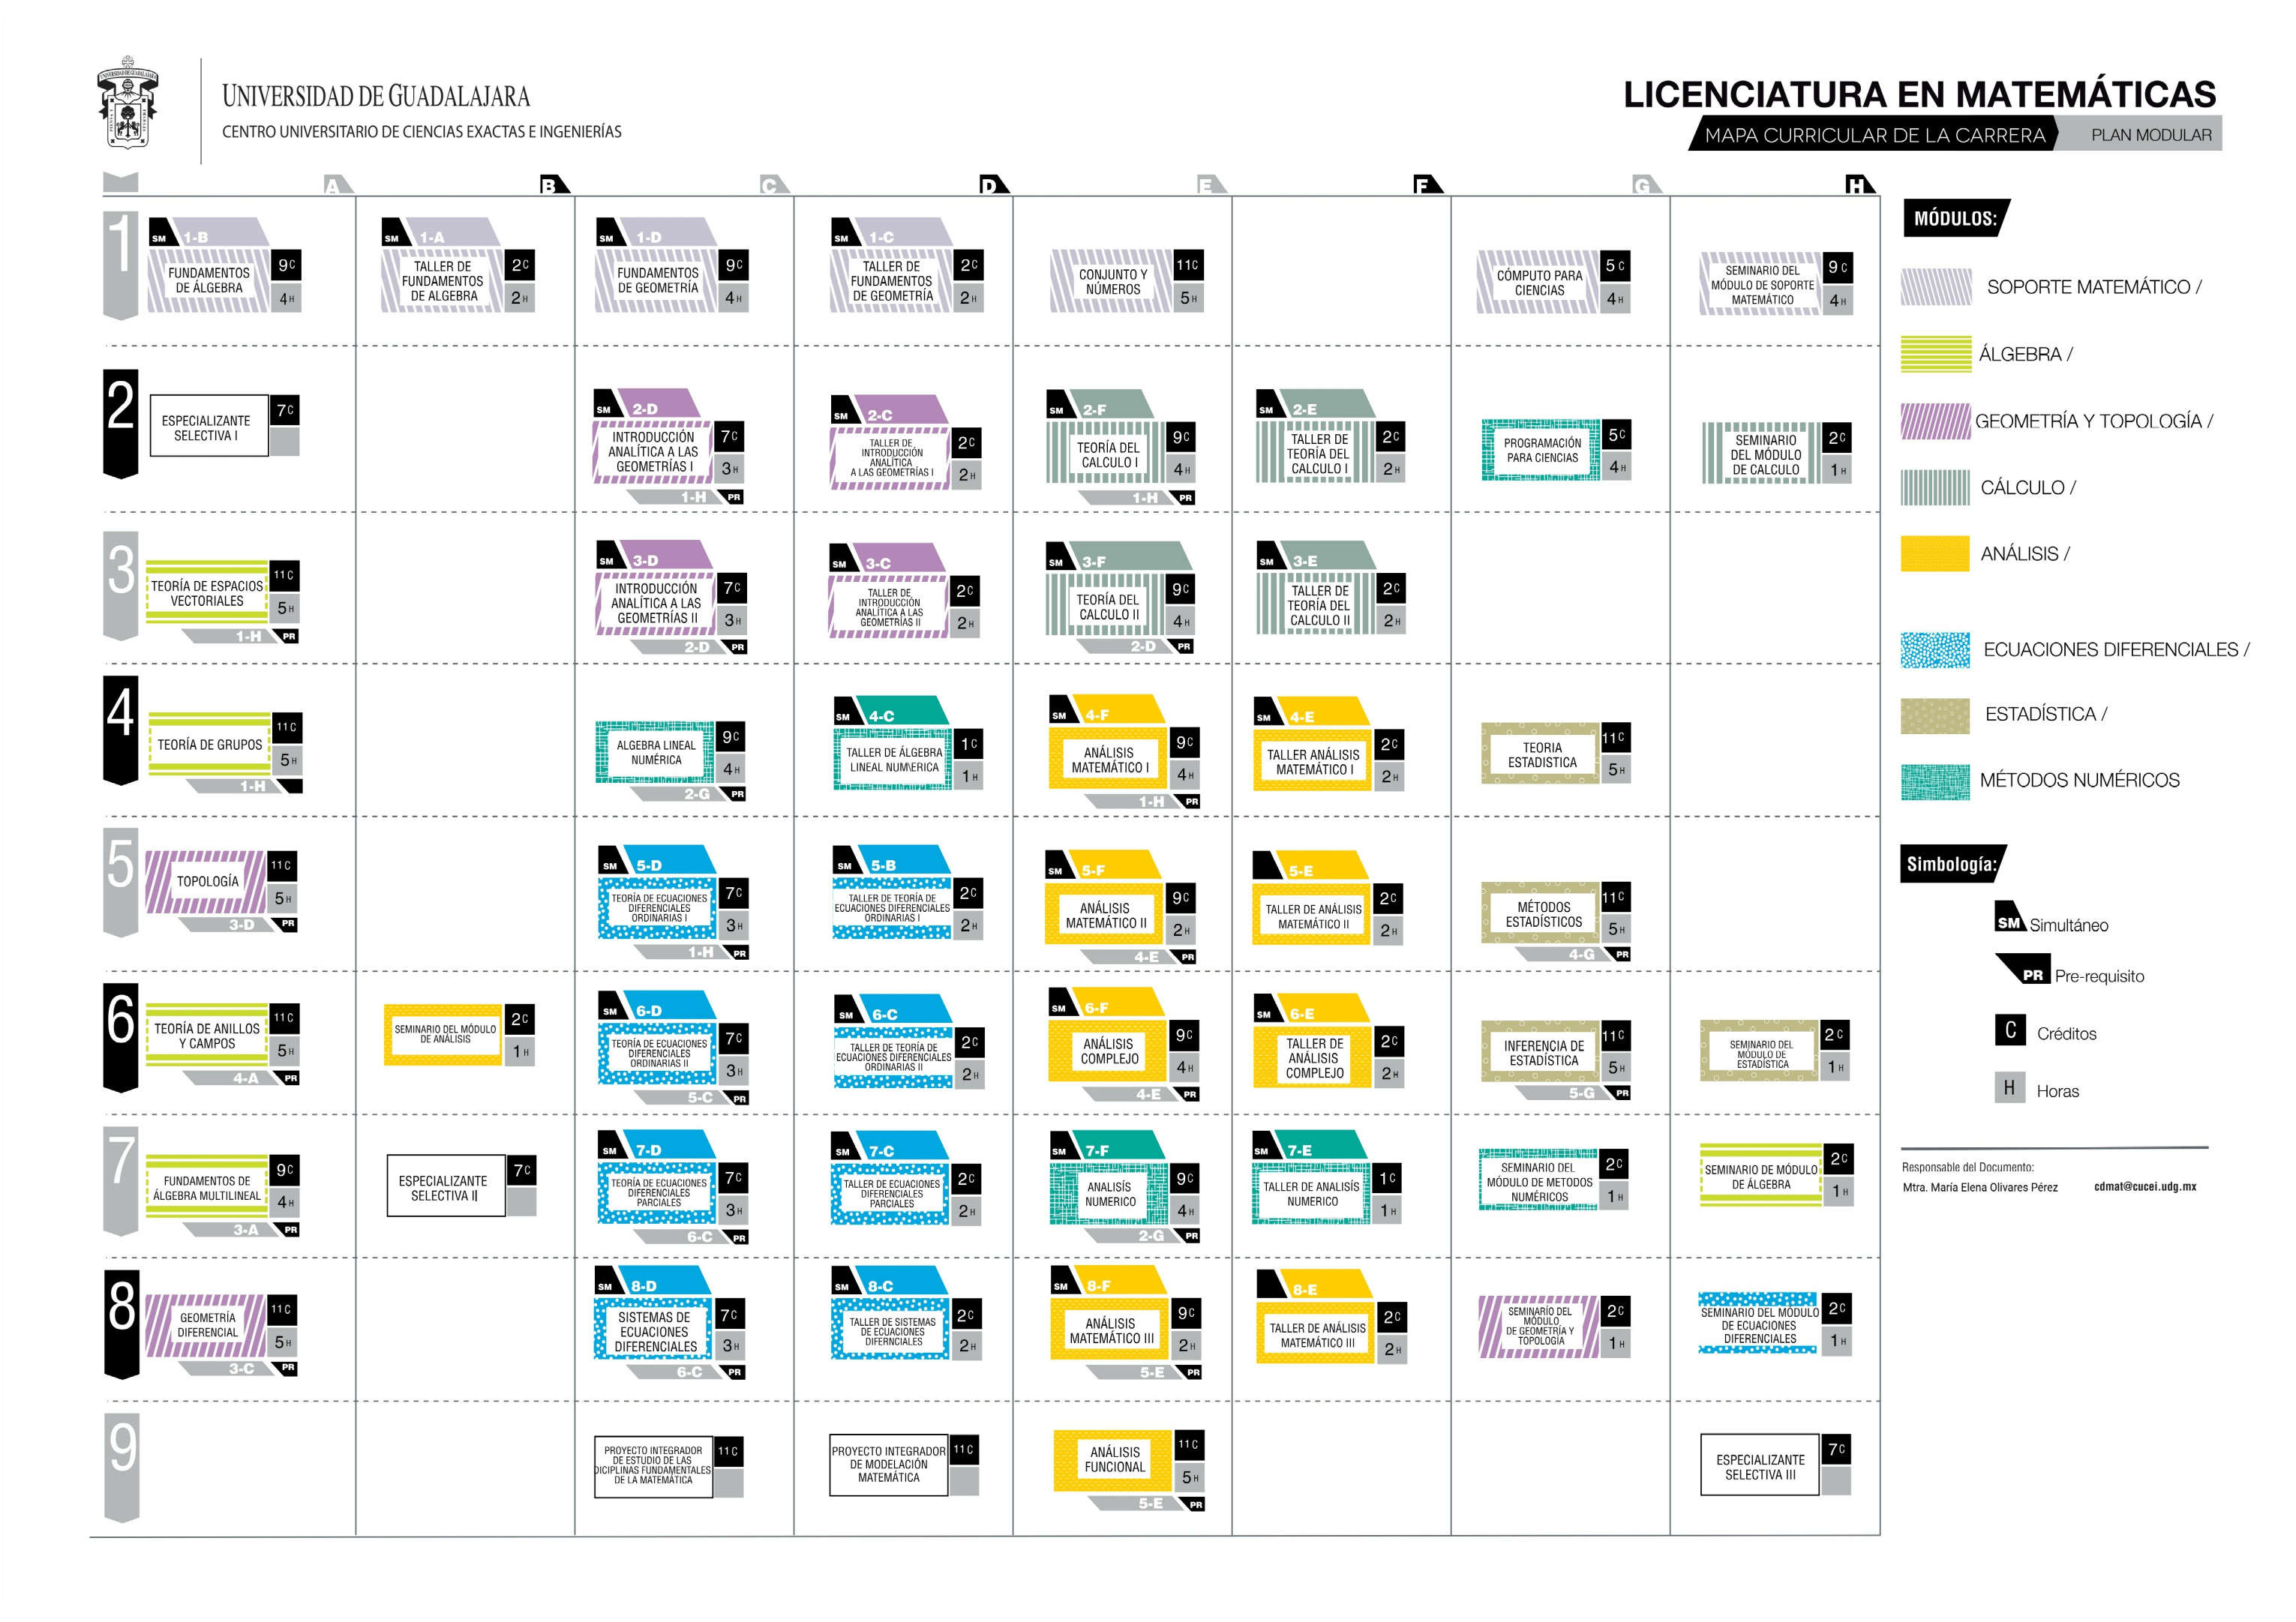 UNIVERSIDAD DE GUADALAJARA
CENTRO UNIVERSITARIO DE CIENCIAS EXACTAS E INGENIERÍAS
LICENCIATURA EN MATEMÁTICAS
MAPA CURRICULAR DE LA CARRERA
PLAN MODULAR
A
B
C
D
E
F
G
H
1
SM 1-B
FUNDAMENTOS
DE ÁLGEBRA
9C
4H
SM 1-A
TALLER DE
FUNDAMENTOS
DE ALGEBRA
2C
2H
SM 1-D
FUNDAMENTOS
DE GEOMETRÍA
9C
4H
SM 1-C
TALLER DE
FUNDAMENTOS
DE GEOMETRÍA
2C
2H
CONJUNTO Y
NÚMEROS
11C
5H
CÓMPUTO PARA
CIENCIAS
5C
4H
SEMINARIO DEL
MÓDULO DE SOPORTE
MATEMÁTICO
9C
4H
2
ESPECIALIZANTE
SELECTIVA I
7C
SM 2-D
INTRODUCCIÓN
ANALÍTICA A LAS
GEOMETRÍAS I
7C
3H
1-H PR
SM 2-C
TALLER DE
INTRODUCCIÓN
ANALÍTICA
A LAS GEOMETRÍAS I
2C
2H
SM 2-F
TEORÍA DEL
CALCULO I
9C
4H
1-H PR
SM 2-E
TALLER DE
TEORÍA DEL
CALCULO I
2C
2H
PROGRAMACIÓN
PARA CIENCIAS
5C
4H
SEMINARIO
DEL MÓDULO
DE CALCULO
2C
1H
3
TEORÍA DE ESPACIOS
VECTORIALES
11C
5H
1-H PR
SM 3-D
INTRODUCCIÓN
ANALÍTICA A LAS
GEOMETRÍAS II
7C
3H
2-D PR
SM 3-C
TALLER DE
INTRODUCCIÓN
ANALÍTICA A LAS
GEOMETRÍAS II
2C
2H
SM 3-F
TEORÍA DEL
CALCULO II
9C
4H
2-D PR
SM 3-E
TALLER DE
TEORÍA DEL
CALCULO II
2C
2H
4
TEORÍA DE GRUPOS
11C
5H
1-H
ALGEBRA LINEAL
NUMÉRICA
9C
4H
2-G PR
SM 4-C
TALLER DE ÁLGEBRA
LINEAL NUM\ERICA
1C
1H
SM 4-F
ANÁLISIS
MATEMÁTICO I
9C
4H
1-H PR
SM 4-E
TALLER ANÁLISIS
MATEMÁTICO I
2C
2H
TEORIA
ESTADISTICA
11C
5H
5
TOPOLOGÍA
11C
5H
3-D PR
SM 5-D
TEORÍA DE ECUACIONES
DIFERENCIALES
ORDINARIAS I
7C
3H
1-H PR
SM 5-B
TALLER DE TEORÍA DE
ECUACIONES DIFERENCIALES
ORDINARIAS I
2C
2H
SM 5-F
ANÁLISIS
MATEMÁTICO II
9C
2H
4-E PR
5-E
TALLER DE ANÁLISIS
MATEMÁTICO II
2C
2H
MÉTODOS
ESTADÍSTICOS
11C
5H
4-G PR
6
TEORÍA DE ANILLOS
Y CAMPOS
11C
5H
4-A PR
SEMINARIO DEL MÓDULO
DE ANÁLISIS
2C
1H
SM 6-D
TEORÍA DE ECUACIONES
DIFERENCIALES
ORDINARIAS II
7C
3H
5-C PR
SM 6-C
TALLER DE TEORÍA DE
ECUACIONES DIFERENCIALES
ORDINARIAS II
2C
2H
SM 6-F
ANÁLISIS
COMPLEJO
9C
4H
4-E PR
SM 6-E
TALLER DE
ANÁLISIS
COMPLEJO
2C
2H
INFERENCIA DE
ESTADÍSTICA
11C
5H
5-G PR
SEMINARIO DEL
MÓDULO DE
ESTADÍSTICA
2C
1H
7
FUNDAMENTOS DE
ÁLGEBRA MULTILINEAL
9C
4H
3-A PR
ESPECIALIZANTE
SELECTIVA II
7C
SM 7-D
TEORÍA DE ECUACIONES
DIFERENCIALES
PARCIALES
7C
3H
6-C PR
SM 7-C
TALLER DE ECUACIONES
DIFERENCIALES
PARCIALES
2C
2H
SM 7-F
ANALISÍS
NUMERICO
9C
4H
2-G PR
SM 7-E
TALLER DE ANALISÍS
NUMERICO
1C
1H
SEMINARIO DEL
MÓDULO DE METODOS
NUMÉRICOS
2C
1H
SEMINARIO DE MÓDULO
DE ÁLGEBRA
2C
1H
8
GEOMETRÍA
DIFERENCIAL
11C
5H
3-C PR
SM 8-D
SISTEMAS DE
ECUACIONES
DIFERENCIALES
7C
3H
6-C PR
SM 8-C
TALLER DE SISTEMAS
DE ECUACIONES
DIFERNCIALES
2C
2H
SM 8-F
ANÁLISIS
MATEMÁTICO III
9C
2H
5-E PR
8-E
TALLER DE ANÁLISIS
MATEMÁTICO III
2C
2H
SEMINARÍO DEL
MÓDULO
DE GEOMETRÍA Y
TOPOLOGÍA
2C
1H
SEMINARIO DEL MÓDULO
DE ECUACIONES
DIFERENCIALES
2C
1H
9
PROYECTO INTEGRADOR
DE ESTUDIO DE LAS
DICIPLINAS FUNDAMENTALES
DE LA MATEMÁTICA
11C
PROYECTO INTEGRADOR
DE MODELACIÓN
MATEMÁTICA
11C
ANÁLISIS
FUNCIONAL
11C
5H
5-E PR
ESPECIALIZANTE
SELECTIVA III
7C
MÓDULOS:
SOPORTE MATEMÁTICO /
ÁLGEBRA /
GEOMETRÍA Y TOPOLOGÍA /
CÁLCULO /
ANÁLISIS /
ECUACIONES DIFERENCIALES /
ESTADÍSTICA /
MÉTODOS NUMÉRICOS
Simbología:
SM Simultáneo
PR Pre-requisito
C Créditos
H Horas
Responsable del Documento:
Mtra. María Elena Olivares Pérez cdmat@cucei.udg.mx